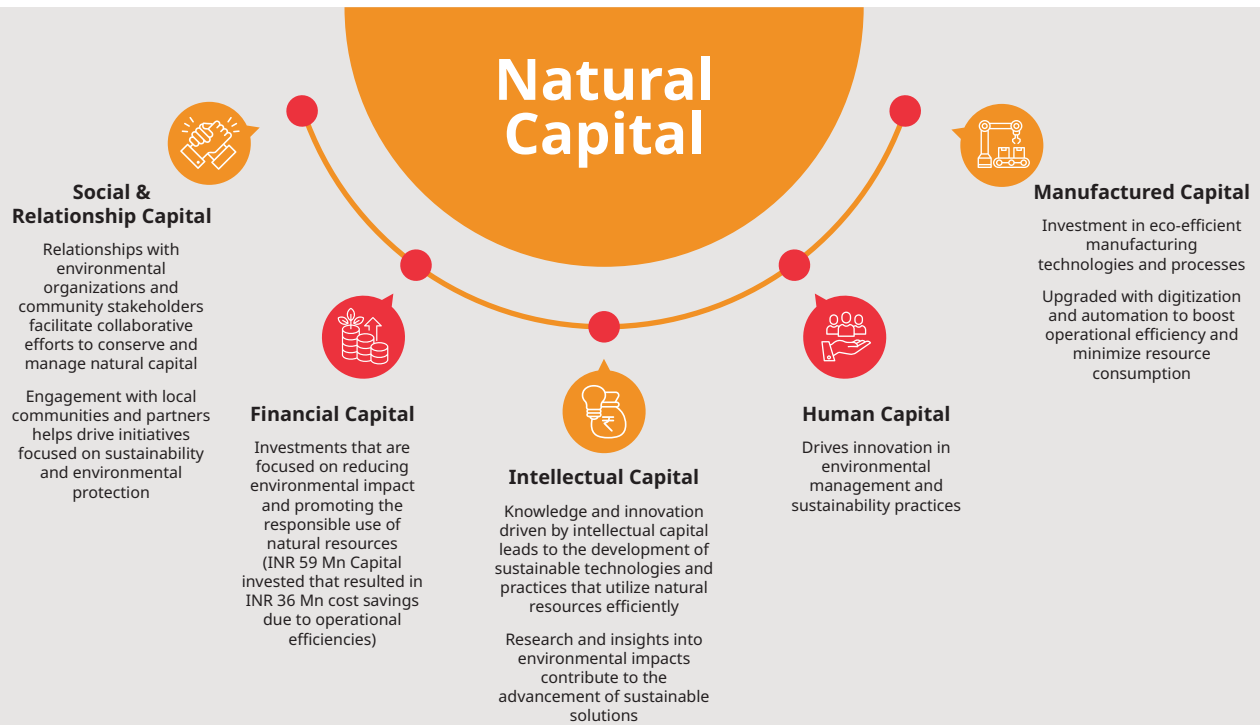 Natural
Capital
Social &
Relationship Capital
Relationships with
environmental
organizations and
community stakeholders
facilitate collaborative
efforts to conserve and
manage natural capital
Engagement with local
communities and partners
helps drive initiatives
focused on sustainability
and environmental
protection
Financial Capital
Investments that are
focused on reducing
environmental impact
and promoting the
responsible use of
natural resources
(INR 59 Mn Capital
invested that resulted in
INR 36 Mn cost savings
due to operational
efficiencies)
₹
Intellectual Capital
Knowledge and innovation
driven by intellectual capital
leads to the development of
sustainable technologies and
practices that utilize natural
resources efficiently
Research and insights into
environmental impacts
contribute to the
advancement of sustainable
solutions
Human Capital
Drives innovation in
environmental
management and
sustainability practices
Manufactured Capital
Investment in eco-efficient
manufacturing
technologies and processes
Upgraded with digitization
and automation to boost
operational efficiency and
minimize resource
consumption